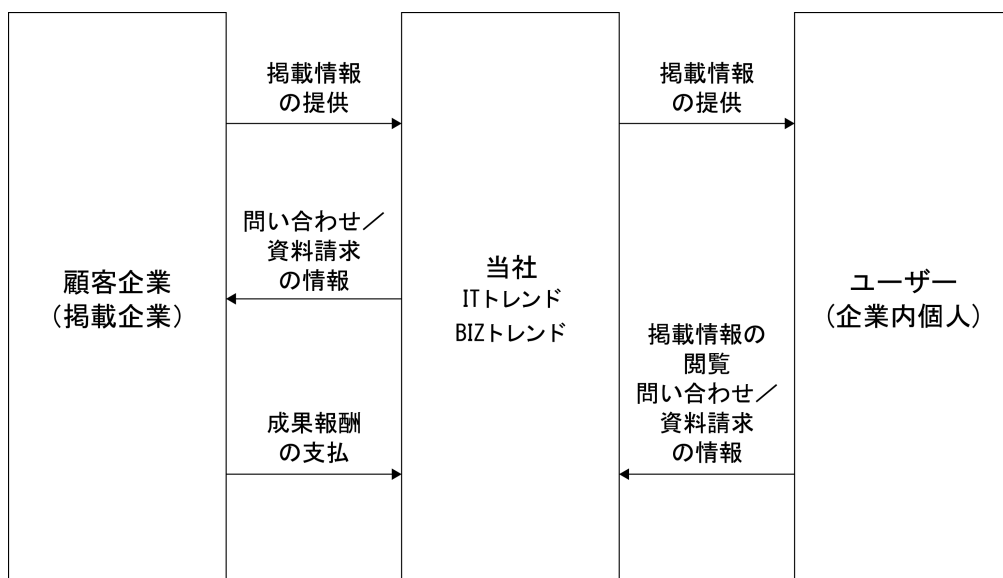 掲載情報
の提供
問い合わせ／
資料請求
の情報
成果報酬
の支払
顧客企業
（掲載企業）
当社
ITトレンド
BIZトレンド
掲載情報
の提供
掲載情報の
閲覧
問い合わせ／
資料請求
の情報
ユーザー
（企業内個人）